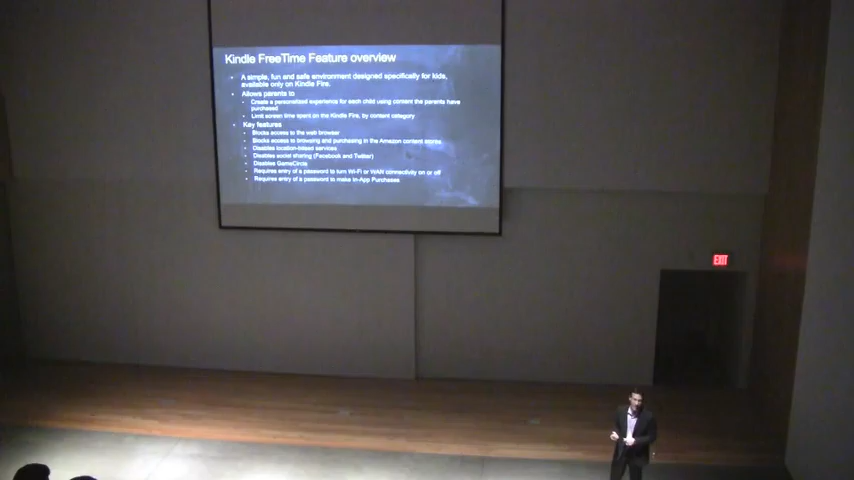 Kindle FreeTime Feature overview
A simple, fun and safe environment designed specifically for kids,
available only on Kindle Fire.
Allows parents to
Create a personalized experience for each child using content the parents have
purchased
Limit screen time spent on the Kindle Fire, by content category
Key features
Blocks access to the web browser
Blocks access to browsing and purchasing in the Amazon content stores
Disables location-based services
Disables social sharing (Facebook and Twitter)
Disables GameCircle
Requires entry of a password to turn Wi-Fi or WAN connectivity on or off
Requires entry of a password to make In-App Purchases
EXIT